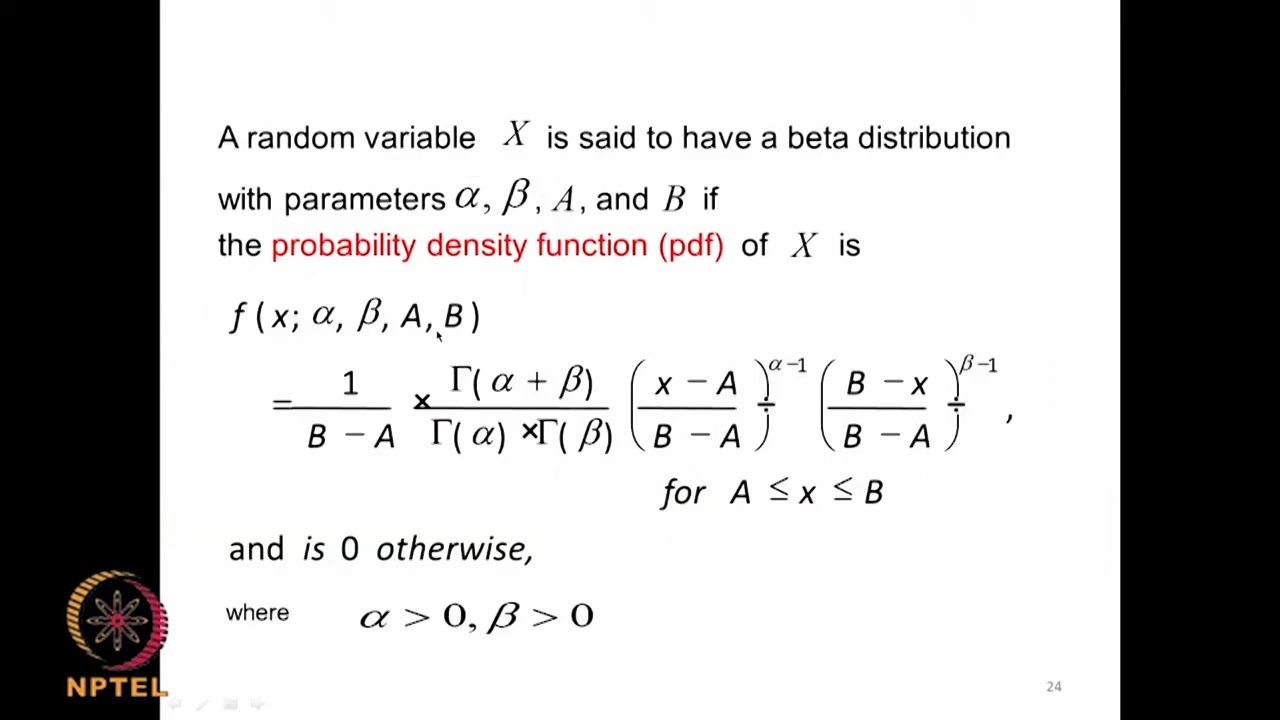 A random variable X is said to have a beta distribution
with parameters α, β, A, and B if
the probability density function (pdf) of X is
f ( x; α, β, A, B )
= 1 / (B − A) × Γ( α + β) / Γ( α) ×Γ( β) ( x − A / B − A )÷^α−1 ( B − x / B − A )÷^β−1 ,
for A ≤ x ≤ B
and is 0 otherwise,
where α > 0, β > 0
NPTEL
24